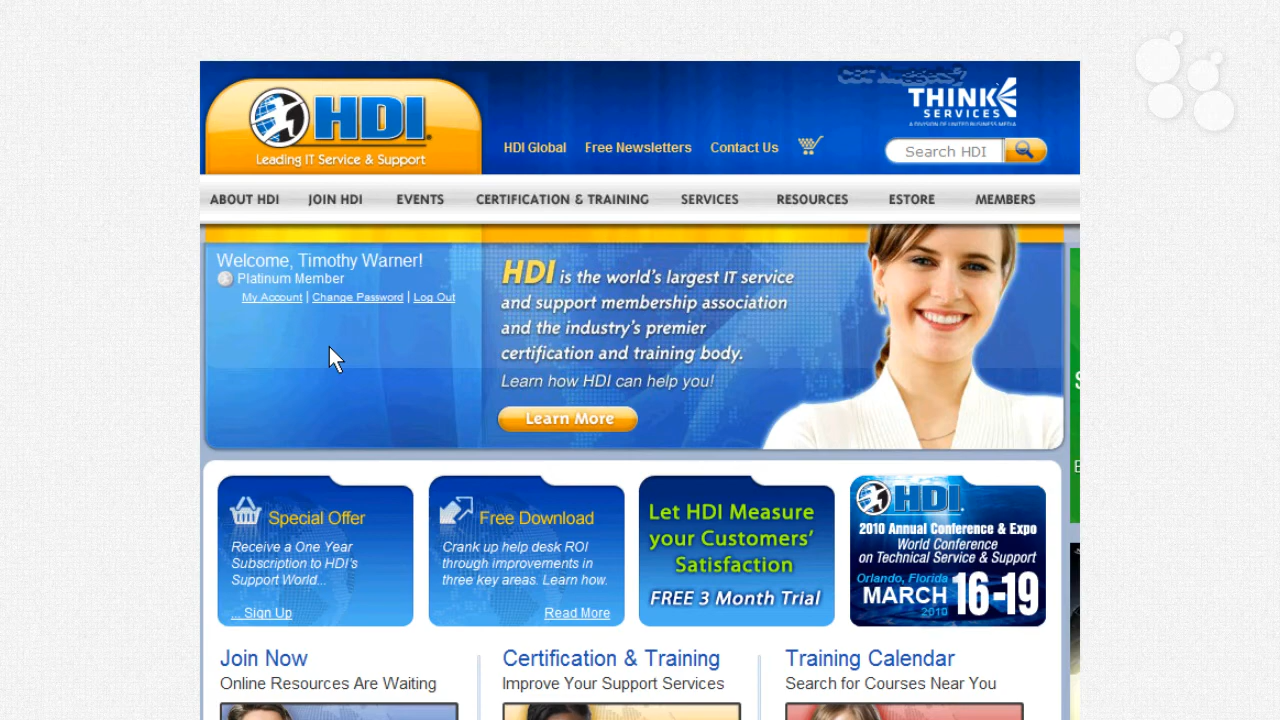 HDI
Leading IT Service & Support
THINK
SERVICES
A DIVISION OF UNITED BUSINESS MEDIA
HDI Global
Free Newsletters
Contact Us
Search HDI
ABOUT HDI
JOIN HDI
EVENTS
CERTIFICATION & TRAINING
SERVICES
RESOURCES
ESTORE
MEMBERS
Welcome, Timothy Warner!
Platinum Member
My Account | Change Password | Log Out
HDI is the world's largest IT service
and support membership association
and the industry's premier
certification and training body.
Learn how HDI can help you!
Learn More
Special Offer
Receive a One Year
Subscription to HDI's
Support World...
... Sign Up
Free Download
Crank up help desk ROI
through improvements in
three key areas. Learn how.
Read More
Let HDI Measure
your Customers'
Satisfaction
FREE 3 Month Trial
HDI
2010 Annual Conference & Expo
World Conference
on Technical Service & Support
Orlando, Florida
MARCH 16-19
2010
Join Now
Online Resources Are Waiting
Certification & Training
Improve Your Support Services
Training Calendar
Search for Courses Near You